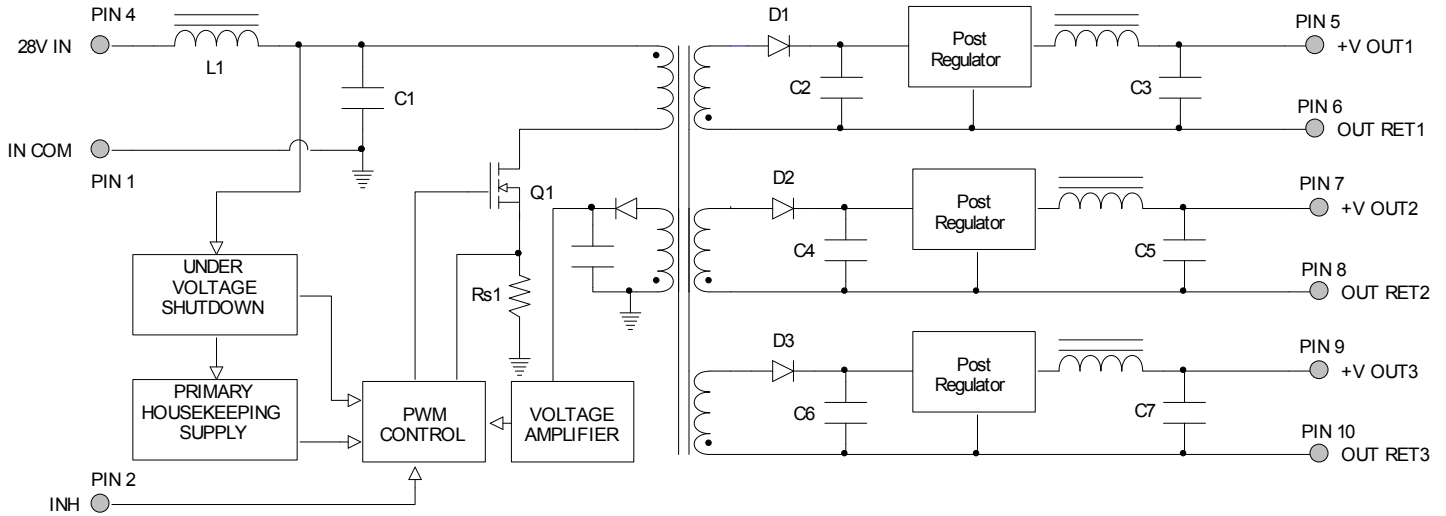 PIN 4
28V IN
L1
C1
IN COM
PIN 1
UNDER
VOLTAGE
SHUTDOWN
PRIMARY
HOUSEKEEPING
SUPPLY
PIN 2
INH
Q1
Rs1
PWM
CONTROL
VOLTAGE
AMPLIFIER
D1
C2
Post
Regulator
C3
PIN 5
+V OUT1
PIN 6
OUT RET1
D2
C4
Post
Regulator
C5
PIN 7
+V OUT2
PIN 8
OUT RET2
D3
C6
Post
Regulator
C7
PIN 9
+V OUT3
PIN 10
OUT RET3